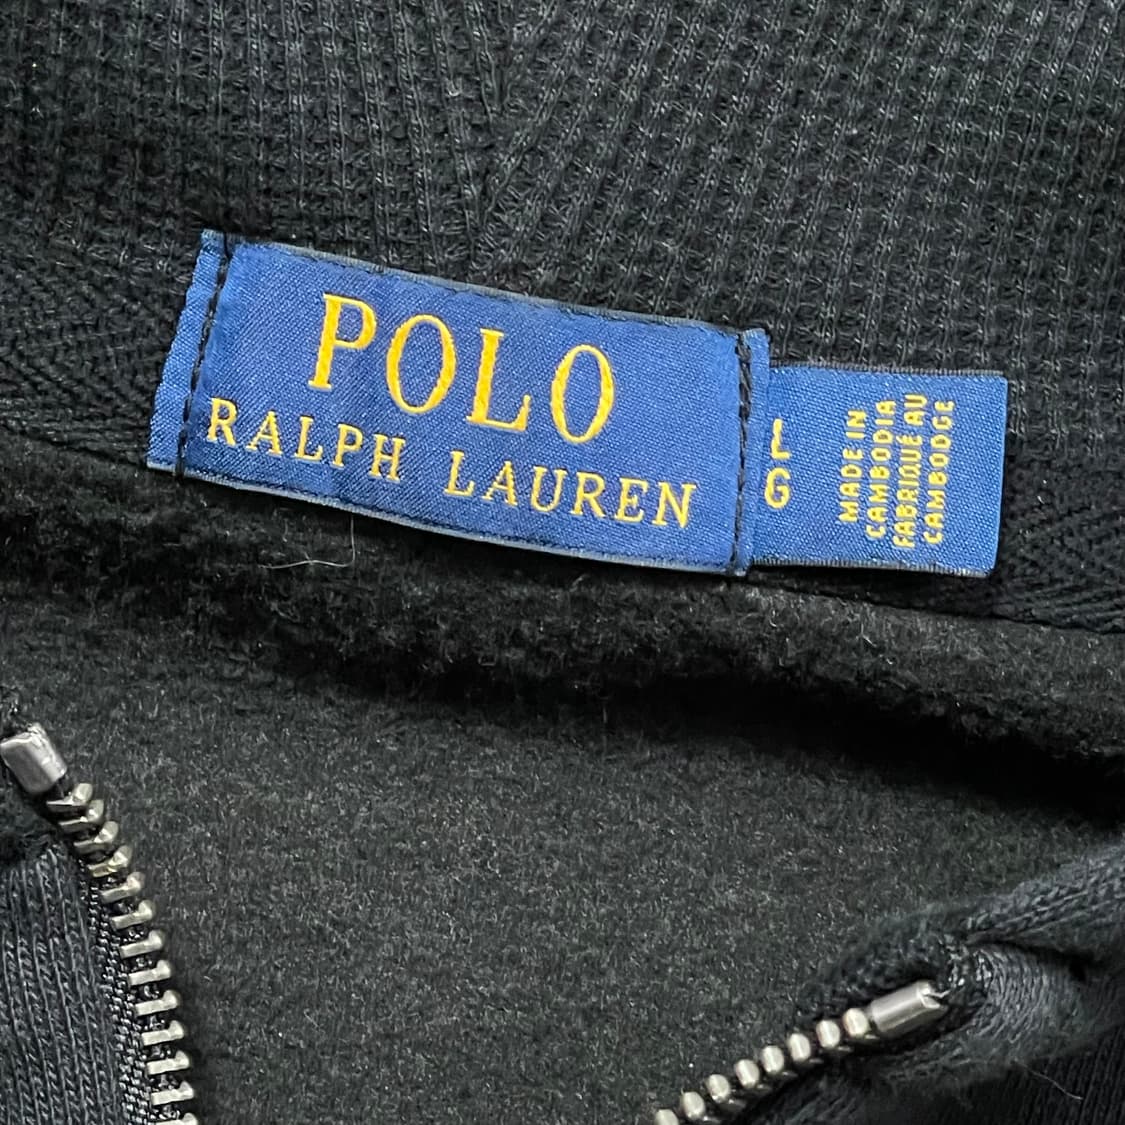 POLO
RALPH LAUREN
L
G
MADE IN
CAMBODIA
FABRIQUÉ AU
CAMBODGE